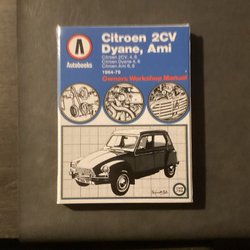 Citroen 2CV
Dyane, Ami
Autobooks
Citroen 2CV, 4, 6
Citroen Dyane 4, 6
Citroen Ami 6, 8
1964-79
Owners Workshop Manual